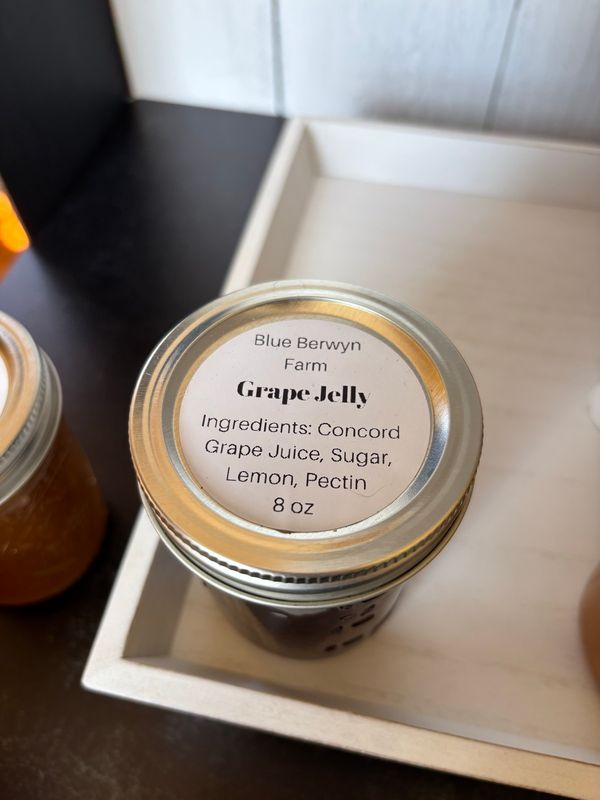 Blue Berwyn
Farm
Grape Jelly
Ingredients: Concord
Grape Juice, Sugar,
Lemon, Pectin
8 oz